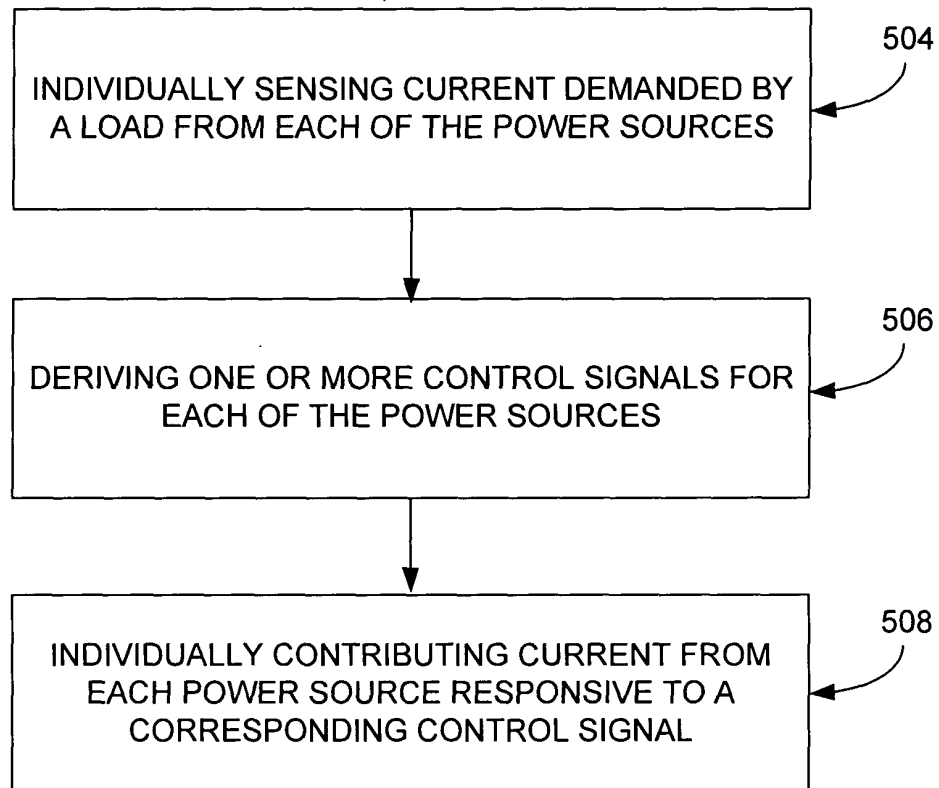 504
INDIVIDUALLY SENSING CURRENT DEMANDED BY
A LOAD FROM EACH OF THE POWER SOURCES
506
DERIVING ONE OR MORE CONTROL SIGNALS FOR
EACH OF THE POWER SOURCES
508
INDIVIDUALLY CONTRIBUTING CURRENT FROM
EACH POWER SOURCE RESPONSIVE TO A
CORRESPONDING CONTROL SIGNAL